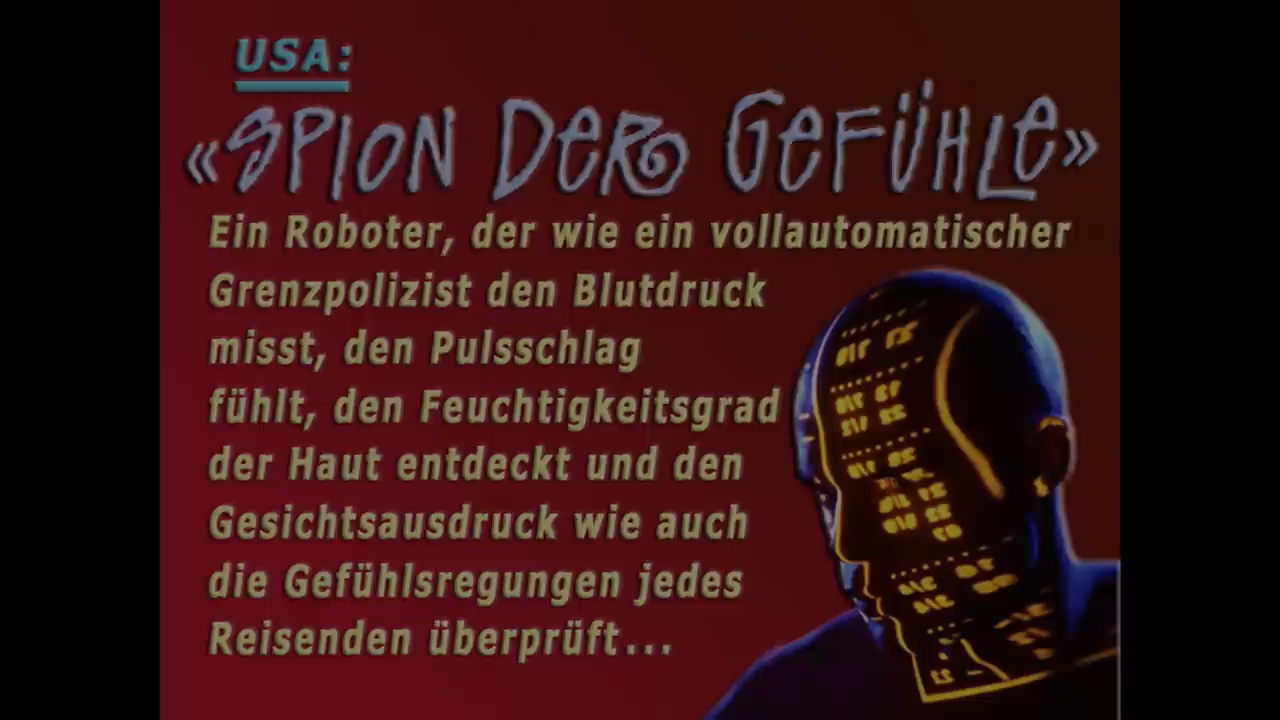 USA:
«SPION DER GEFÜHLE»
Ein Roboter, der wie ein vollautomatischer
Grenzpolizist den Blutdruck
misst, den Pulsschlag
fühlt, den Feuchtigkeitsgrad
der Haut entdeckt und den
Gesichtsausdruck wie auch
die Gefühlsregungen jedes
Reisenden überprüft...